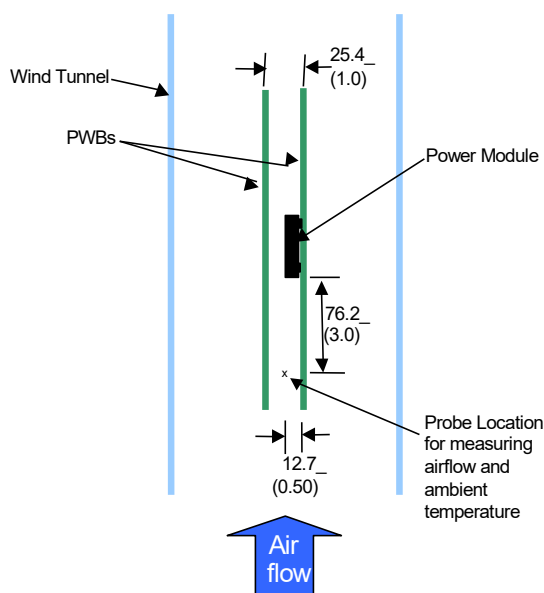 25.4_
(1.0)
Wind Tunnel
PWBs
Power Module
76.2_
(3.0)
x
Probe Location
for measuring
airflow and
ambient
temperature
12.7_
(0.50)
Air
flow